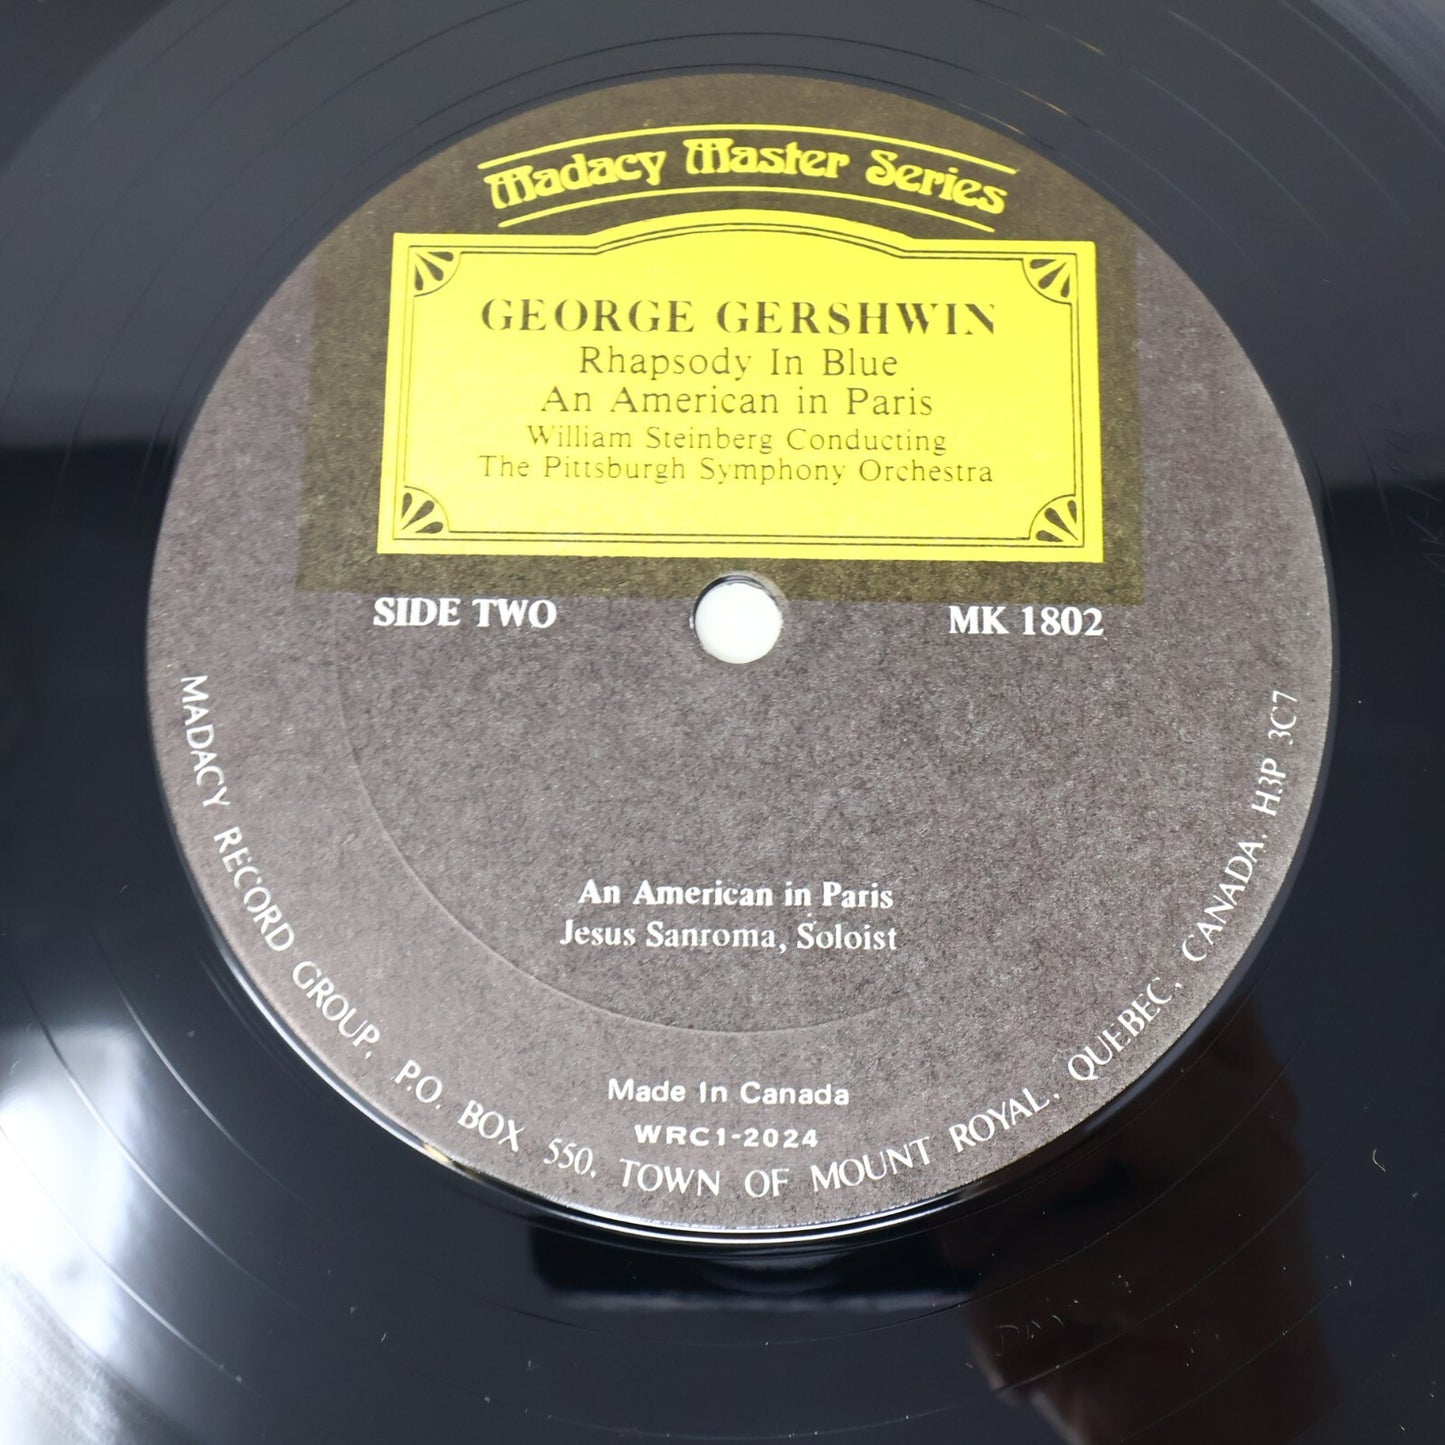 Madacy Master Series
GEORGE GERSHWIN
Rhapsody In Blue
An American in Paris
William Steinberg Conducting
The Pittsburgh Symphony Orchestra
SIDE TWO
MK 1802
An American in Paris
Jesus Sanroma, Soloist
Made In Canada
WRC1-2024
MADACY RECORD GROUP, P.O. BOX 550, TOWN OF MOUNT ROYAL, QUEBEC, CANADA, H3P 3C7